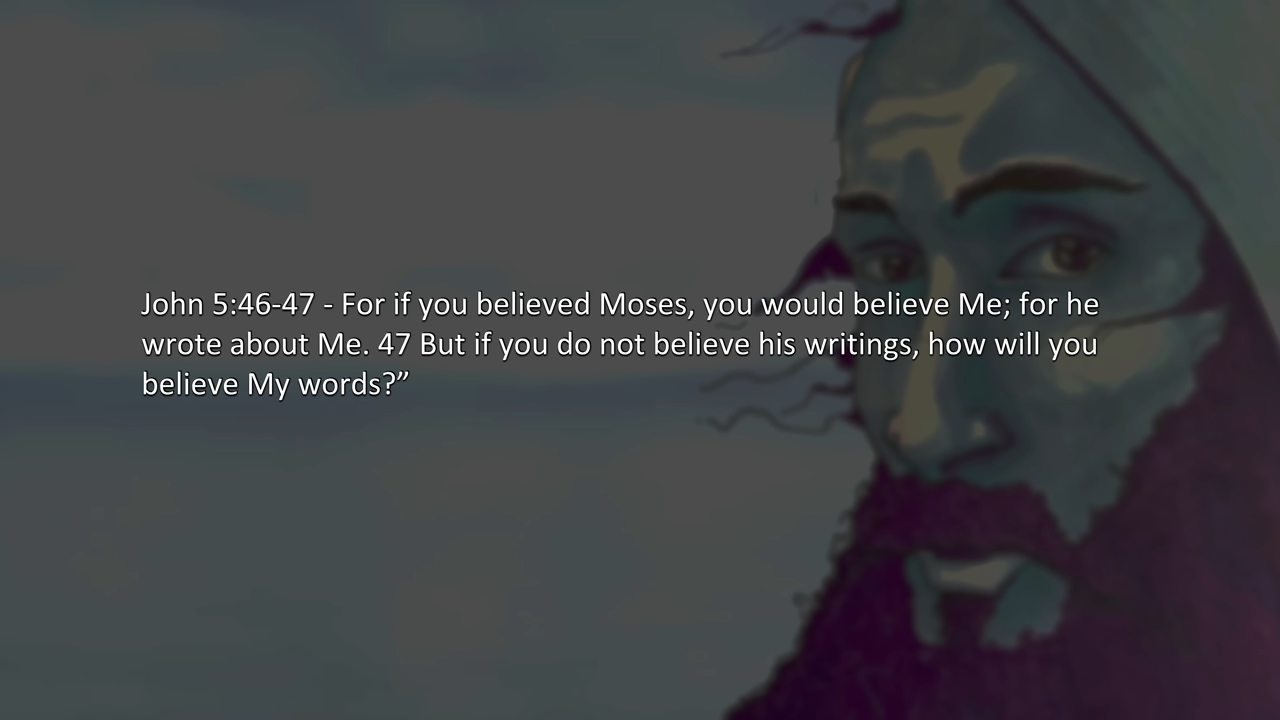 John 5:46-47 - For if you believed Moses, you would believe Me; for he
wrote about Me. 47 But if you do not believe his writings, how will you
believe My words?”